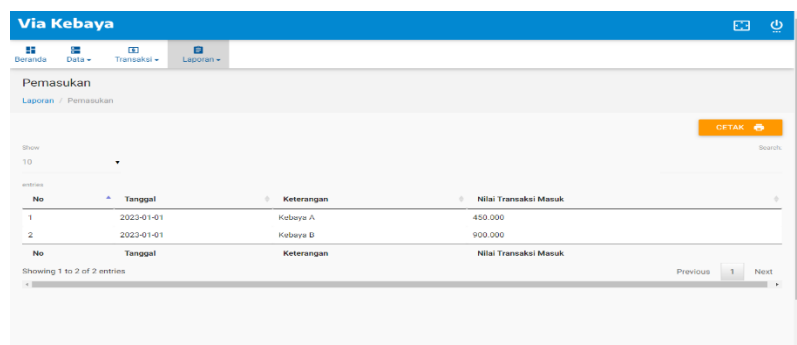 Via Kebaya
Beranda Data Transaksi Laporan
Pemasukan
Laporan / Pemasukan
CETAK
Show
Search:
10
entries
No Tanggal Keterangan Nilai Transaksi Masuk
1 2023-01-01 Kebaya A 450.000
2 2023-01-01 Kebaya B 900.000
No Tanggal Keterangan Nilai Transaksi Masuk
Showing 1 to 2 of 2 entries
Previous 1 Next